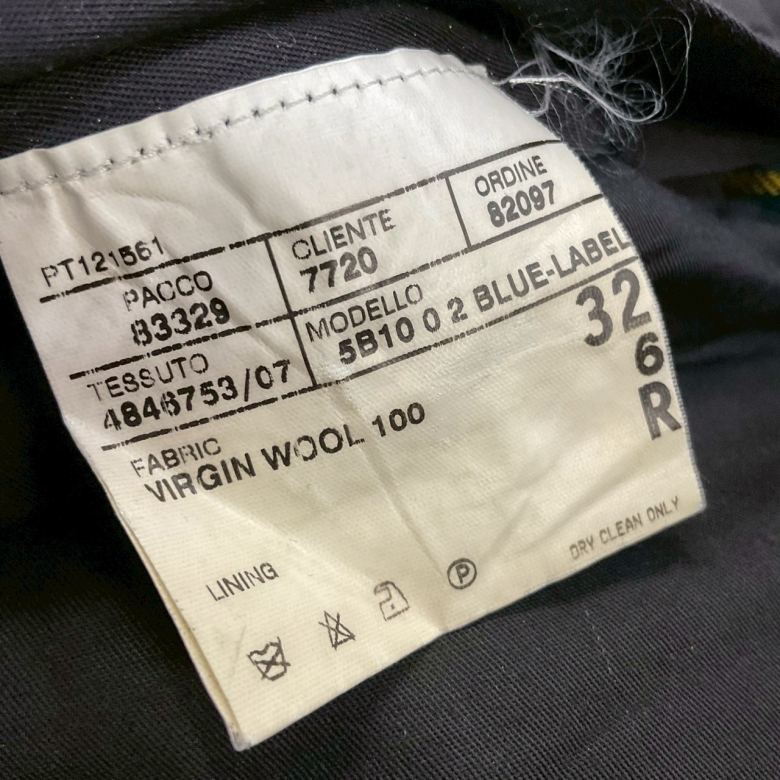 PT121561
PACCO
83329
CLIENTE
7720
ORDINE
82097
TESSUTO
4846753/07
MODELLO
5B10 0 2 BLUE-LABEL
32
6
R
FABRIC
VIRGIN WOOL 100
LINING
P
DRY CLEAN ONLY